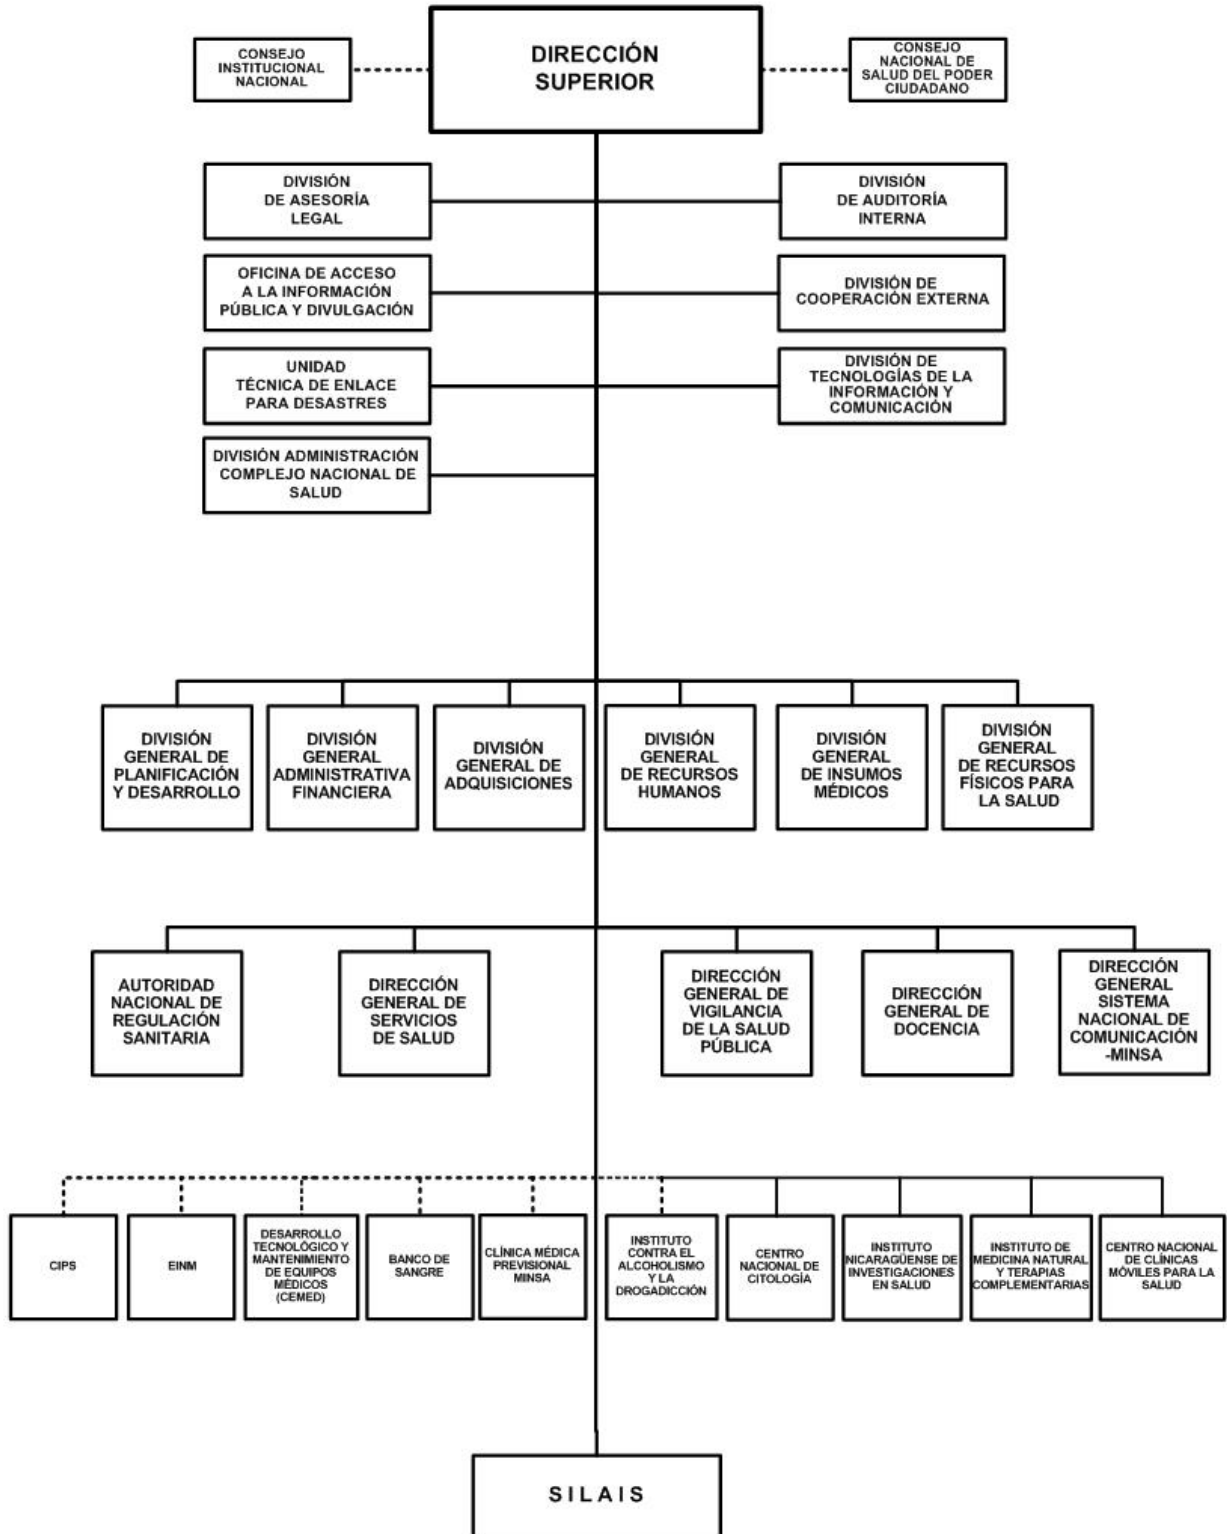 CONSEJO
INSTITUCIONAL
NACIONAL
DIRECCIÓN
SUPERIOR
CONSEJO
NACIONAL DE
SALUD DEL PODER
CIUDADANO
DIVISIÓN
DE ASESORÍA
LEGAL
DIVISIÓN
DE AUDITORÍA
INTERNA
OFICINA DE ACCESO
A LA INFORMACIÓN
PÚBLICA Y DIVULGACIÓN
DIVISIÓN DE
COOPERACIÓN EXTERNA
UNIDAD
TÉCNICA DE ENLACE
PARA DESASTRES
DIVISIÓN DE
TECNOLOGÍAS DE LA
INFORMACIÓN Y
COMUNICACIÓN
DIVISIÓN ADMINISTRACIÓN
COMPLEJO NACIONAL DE
SALUD
DIVISIÓN
GENERAL DE
PLANIFICACIÓN
Y DESARROLLO
DIVISIÓN
GENERAL
ADMINISTRATIVA
FINANCIERA
DIVISIÓN
GENERAL DE
ADQUISICIONES
DIVISIÓN
GENERAL
DE RECURSOS
HUMANOS
DIVISIÓN
GENERAL
DE INSUMOS
MÉDICOS
DIVISIÓN
GENERAL
DE RECURSOS
FÍSICOS PARA
LA SALUD
AUTORIDAD
NACIONAL DE
REGULACIÓN
SANITARIA
DIRECCIÓN
GENERAL DE
SERVICIOS
DE SALUD
DIRECCIÓN
GENERAL DE
VIGILANCIA
DE LA SALUD
PÚBLICA
DIRECCIÓN
GENERAL DE
DOCENCIA
DIRECCIÓN
GENERAL
SISTEMA
NACIONAL DE
COMUNICACIÓN
-MINSA
CIPS
EINM
DESARROLLO
TECNOLÓGICO Y
MANTENIMIENTO
DE EQUIPOS
MÉDICOS
(CEMED)
BANCO DE
SANGRE
CLÍNICA MÉDICA
PREVISIONAL
MINSA
INSTITUTO
CONTRA EL
ALCOHOLISMO
Y LA
DROGADICCIÓN
CENTRO
NACIONAL DE
CITOLOGÍA
INSTITUTO
NICARAGÜENSE DE
INVESTIGACIONES
EN SALUD
INSTITUTO DE
MEDICINA NATURAL
Y TERAPIAS
COMPLEMENTARIAS
CENTRO NACIONAL
DE CLÍNICAS
MÓVILES PARA LA
SALUD
SILAIS